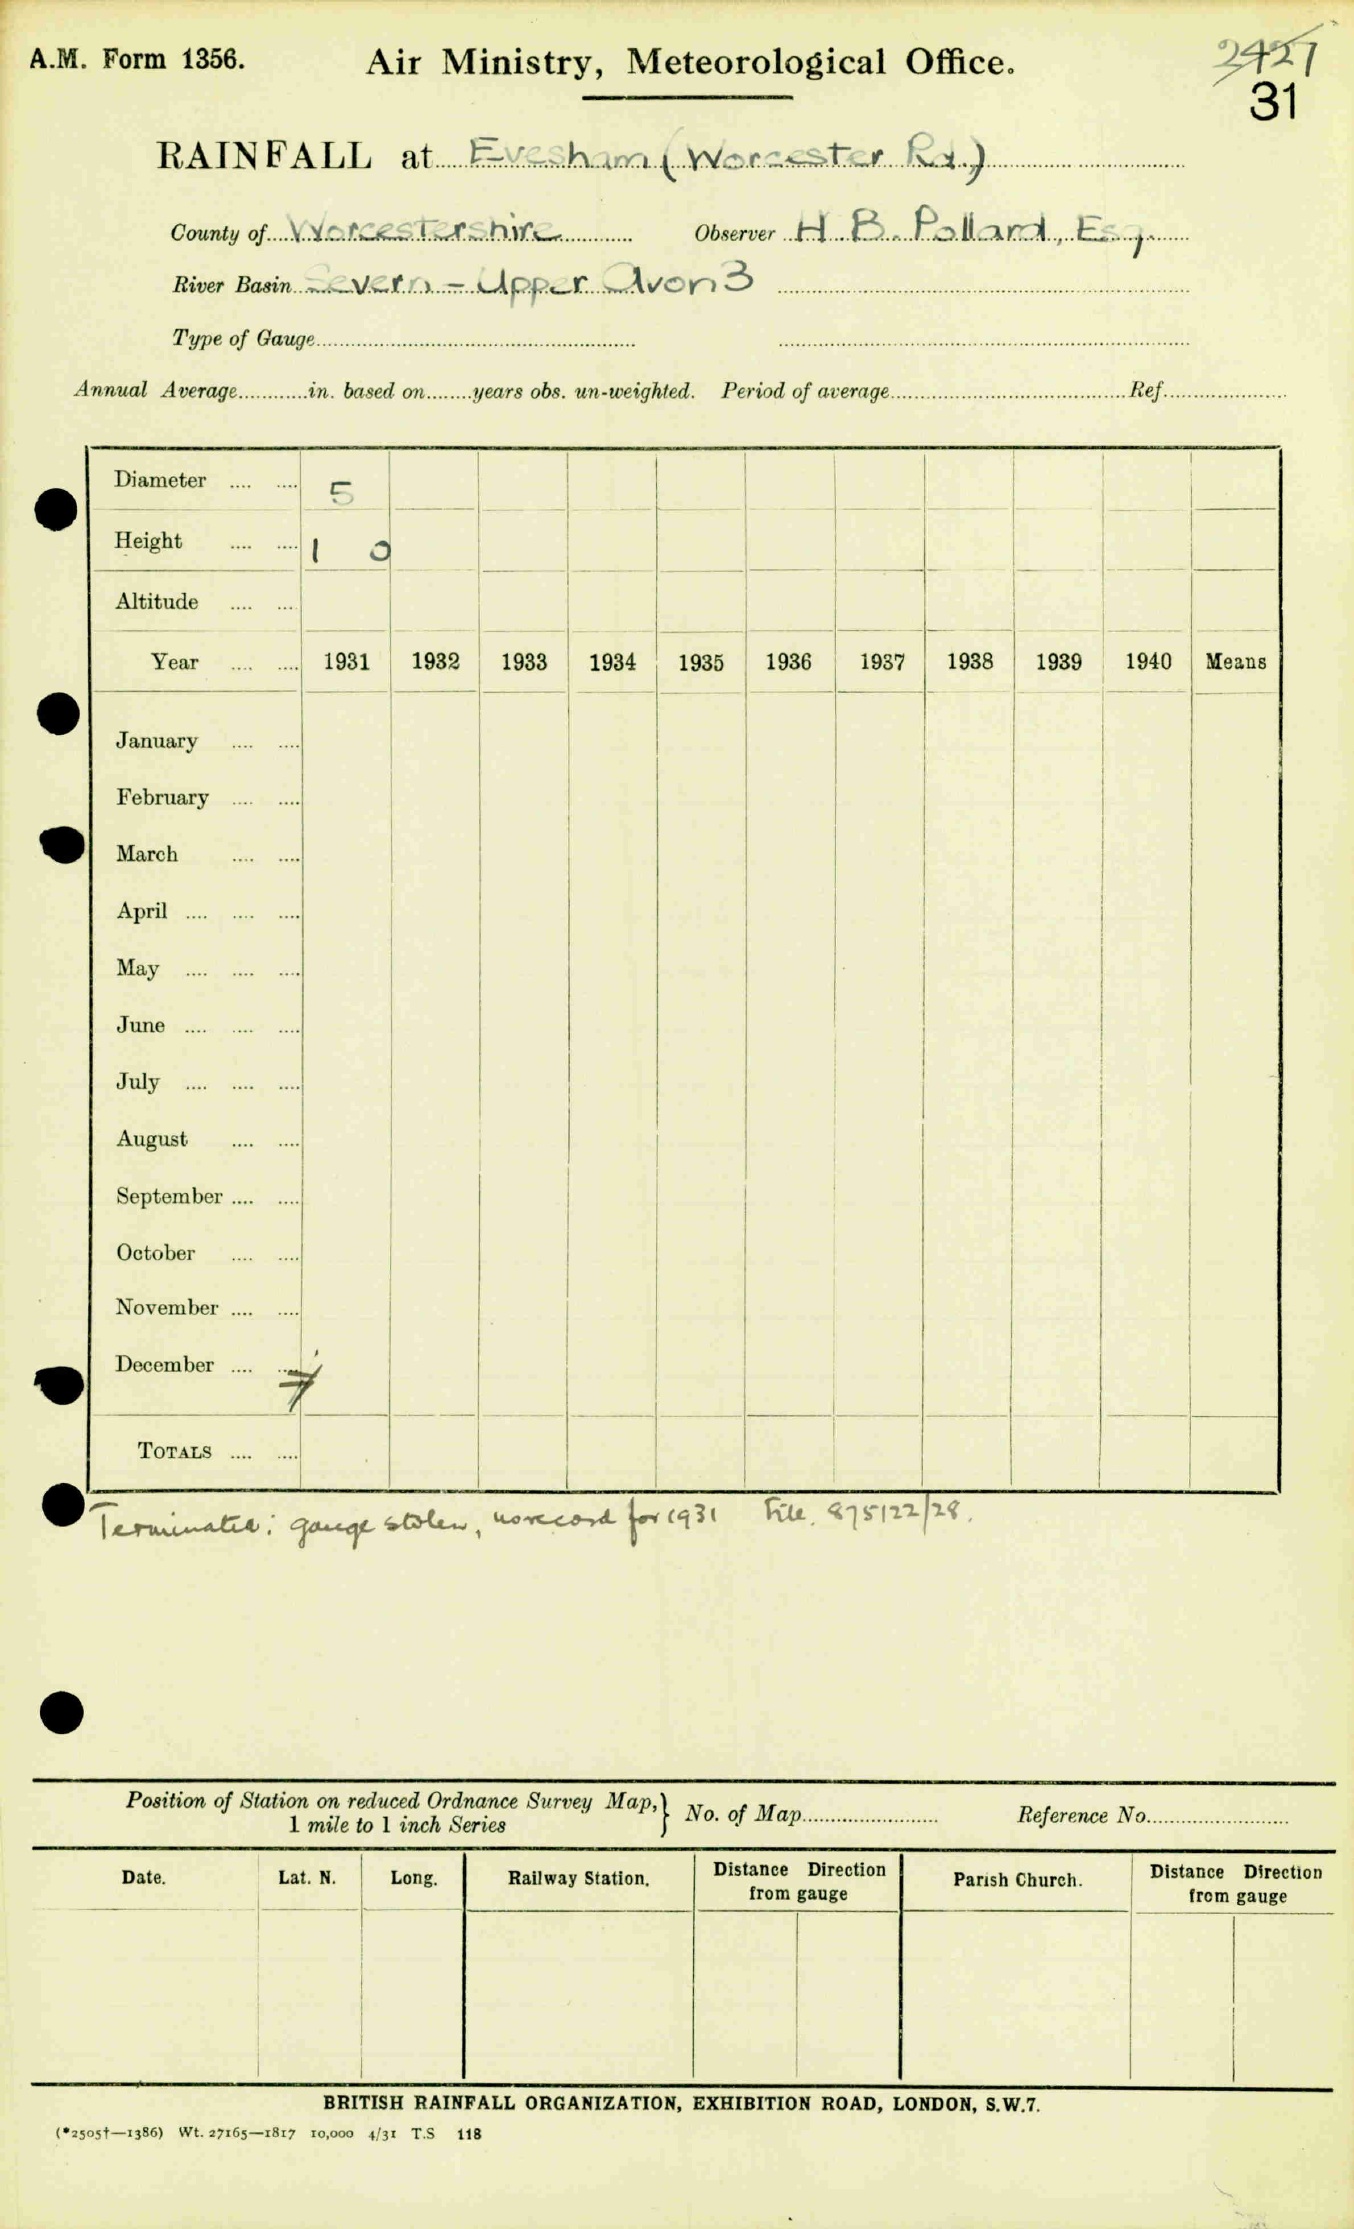 A.M. Form 1356.
Air Ministry, Meteorological Office.
2427
31
RAINFALL at Evesham (Worcester Rd.)
County of Worcestershire Observer H. B. Pollard, Esq.
River Basin Severn - Upper Avon 3
Type of Gauge
Annual Average in. based on years obs. un-weighted. Period of average Ref.
Diameter 5
Height 1 0
Altitude
Year 1931 1932 1933 1934 1935 1936 1937 1938 1939 1940 Means
January
February
March
April
May
June
July
August
September
October
November
December
TOTALS
Terminated; gauge stolen, no record for 1931 File. 875122/28.
Position of Station on reduced Ordnance Survey Map, } No. of Map Reference No.
1 mile to 1 inch Series
Date. Lat. N. Long. Railway Station. Distance Direction from gauge Parish Church. Distance Direction from gauge
BRITISH RAINFALL ORGANIZATION, EXHIBITION ROAD, LONDON, S.W.7.
(*2505†—1386) Wt. 27165—1817 10,000 4/31 T.S 118